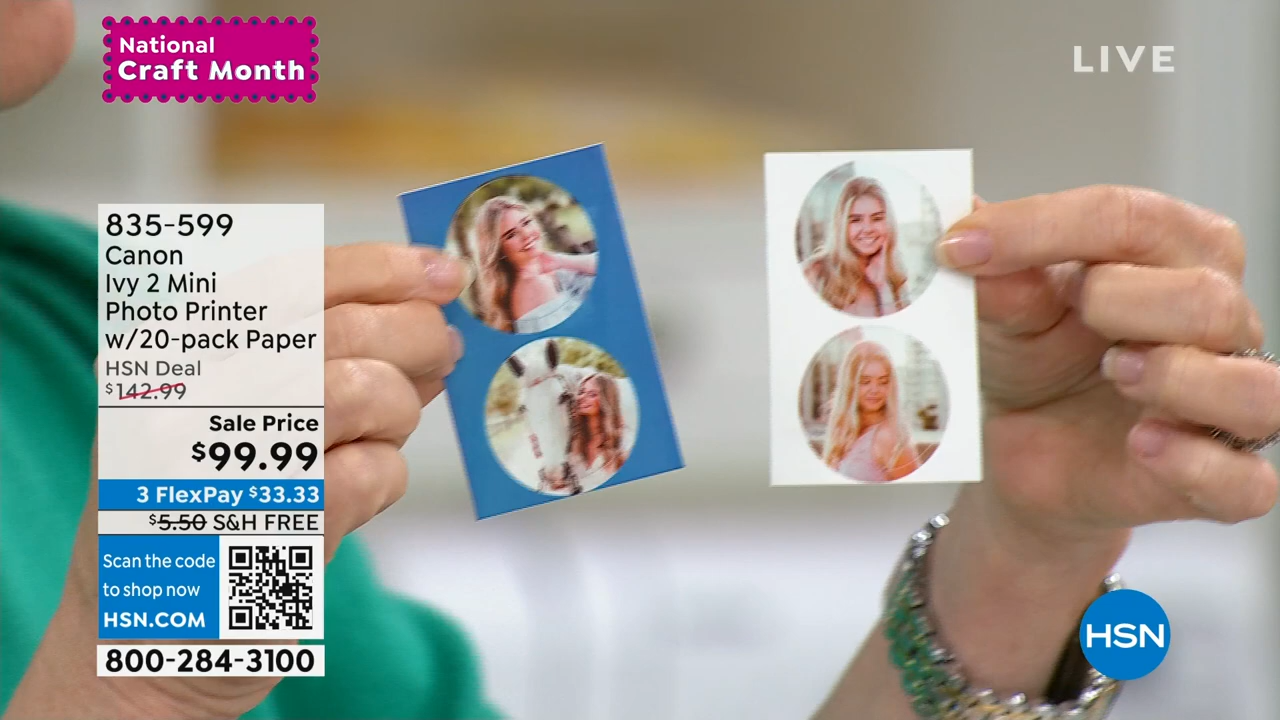 National
Craft Month
LIVE
835-599
Canon
Ivy 2 Mini
Photo Printer
w/20-pack Paper
HSN Deal
$142.99
Sale Price
$99.99
3 FlexPay $33.33
$5.50 S&H FREE
Scan the code
to shop now
HSN.COM
800-284-3100
HSN